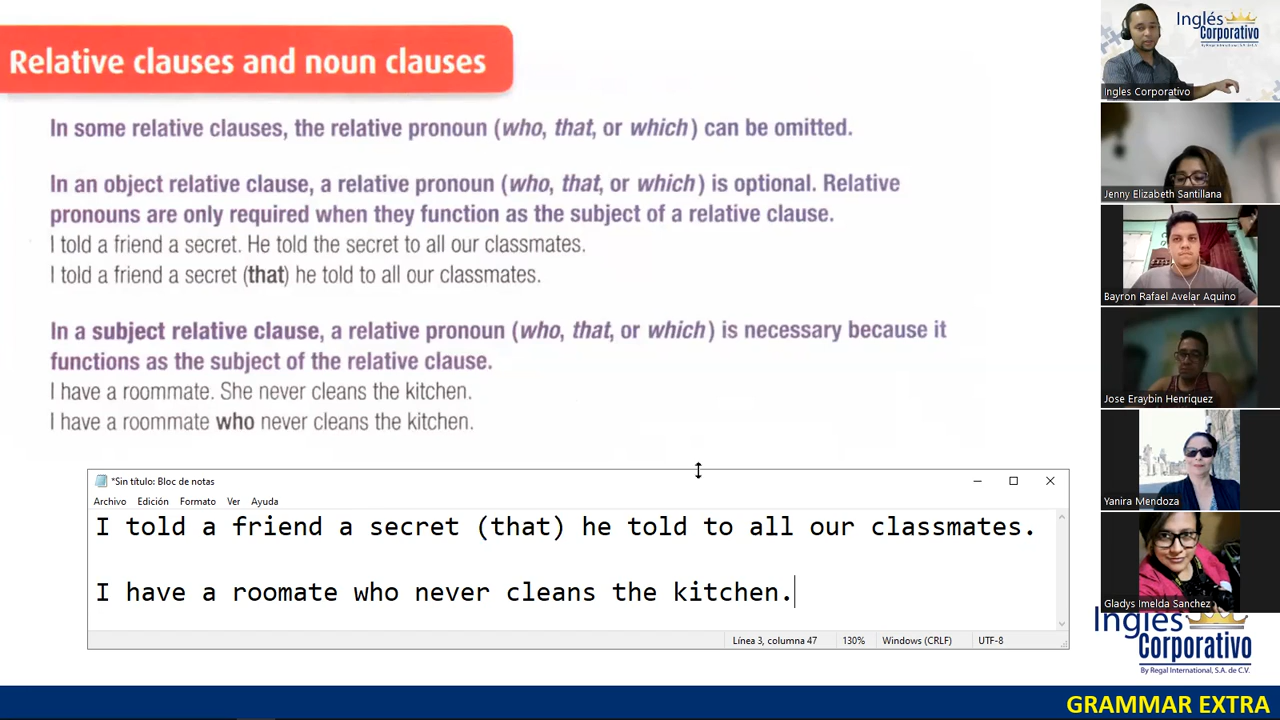 Relative clauses and noun clauses
In some relative clauses, the relative pronoun (who, that, or which) can be omitted.
In an object relative clause, a relative pronoun (who, that, or which) is optional. Relative
pronouns are only required when they function as the subject of a relative clause.
I told a friend a secret. He told the secret to all our classmates.
I told a friend a secret (that) he told to all our classmates.
In a subject relative clause, a relative pronoun (who, that, or which) is necessary because it
functions as the subject of the relative clause.
I have a roommate. She never cleans the kitchen.
I have a roommate who never cleans the kitchen.
*Sin título: Bloc de notas
Archivo Edición Formato Ver Ayuda
I told a friend a secret (that) he told to all our classmates.
I have a roomate who never cleans the kitchen.
Línea 3, columna 47 130% Windows (CRLF) UTF-8
Inglés
Corporativo
By Regal International, S.A. de C.V.
Ingles Corporativo
Jenny Elizabeth Santillana
Bayron Rafael Avelar Aquino
Jose Eraybin Henriquez
Yanira Mendoza
Gladys Imelda Sanchez
Inglés
Corporativo
By Regal International, S.A. de C.V.
GRAMMAR EXTRA